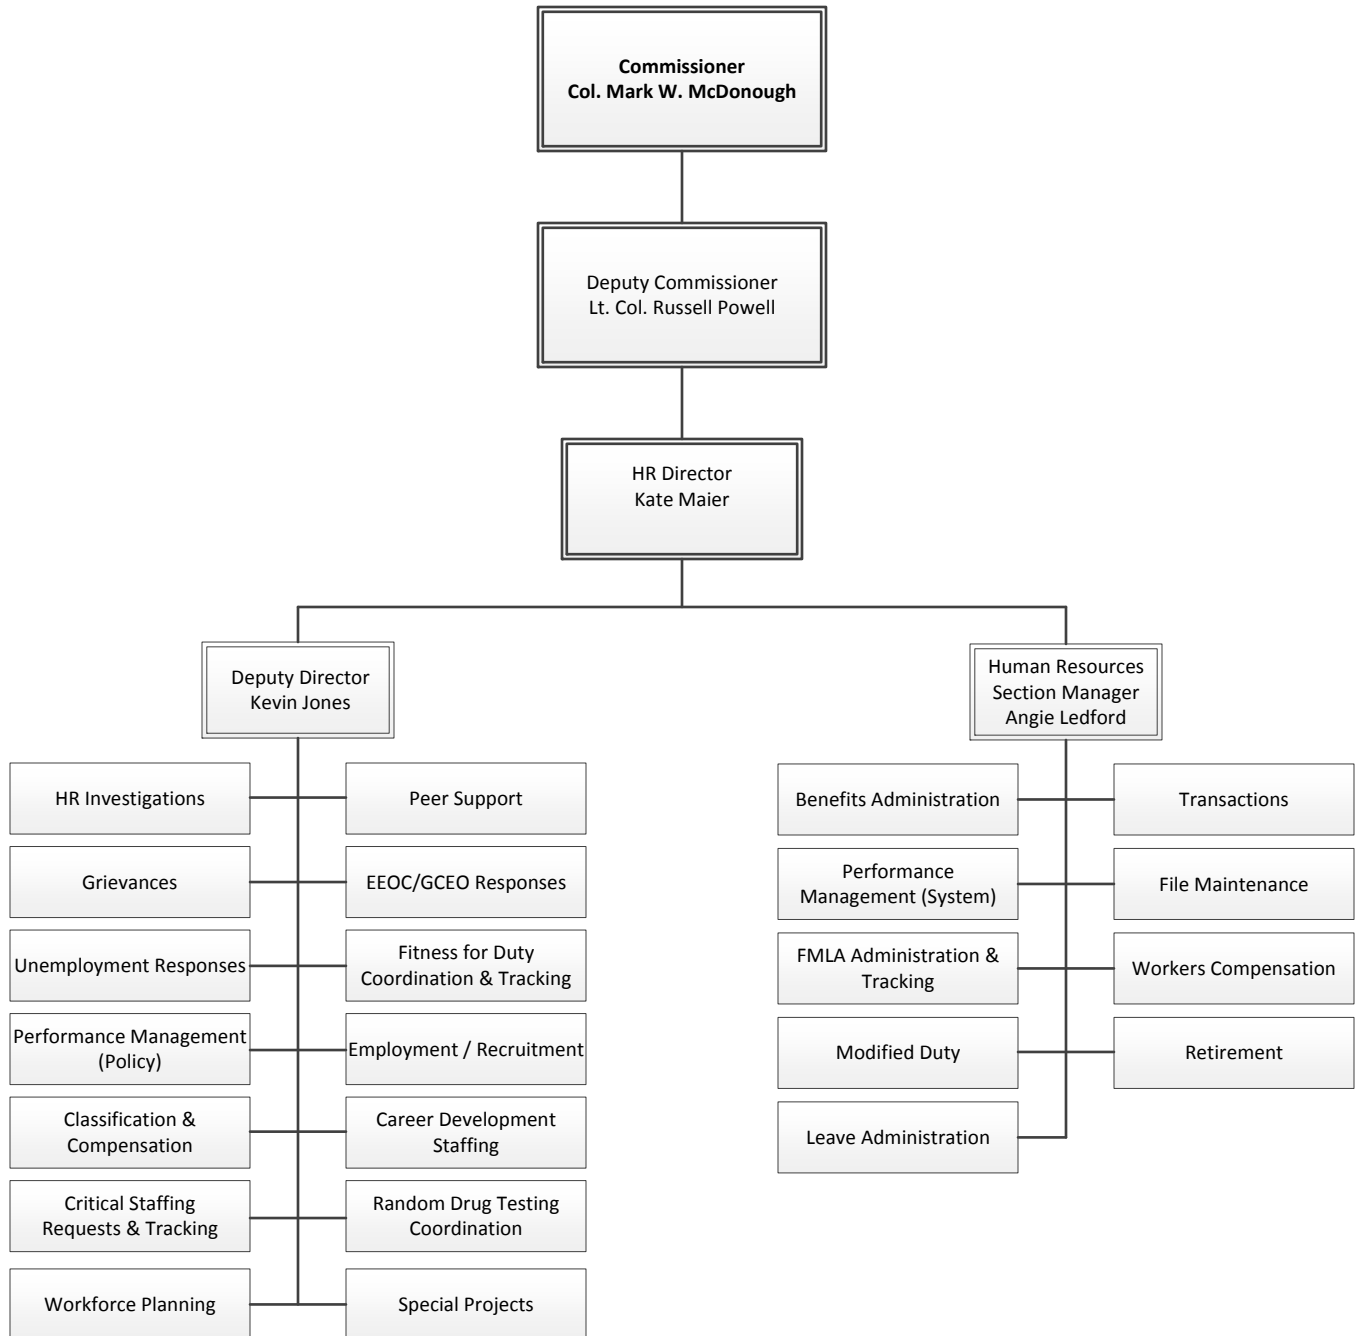 Commissioner
Col. Mark W. McDonough
Deputy Commissioner
Lt. Col. Russell Powell
HR Director
Kate Maier
Deputy Director
Kevin Jones
Human Resources
Section Manager
Angie Ledford
HR Investigations
Peer Support
Grievances
EEOC/GCEO Responses
Unemployment Responses
Fitness for Duty
Coordination & Tracking
Performance Management
(Policy)
Employment / Recruitment
Classification &
Compensation
Career Development
Staffing
Critical Staffing
Requests & Tracking
Random Drug Testing
Coordination
Workforce Planning
Special Projects
Benefits Administration
Transactions
Performance
Management (System)
File Maintenance
FMLA Administration &
Tracking
Workers Compensation
Modified Duty
Retirement
Leave Administration